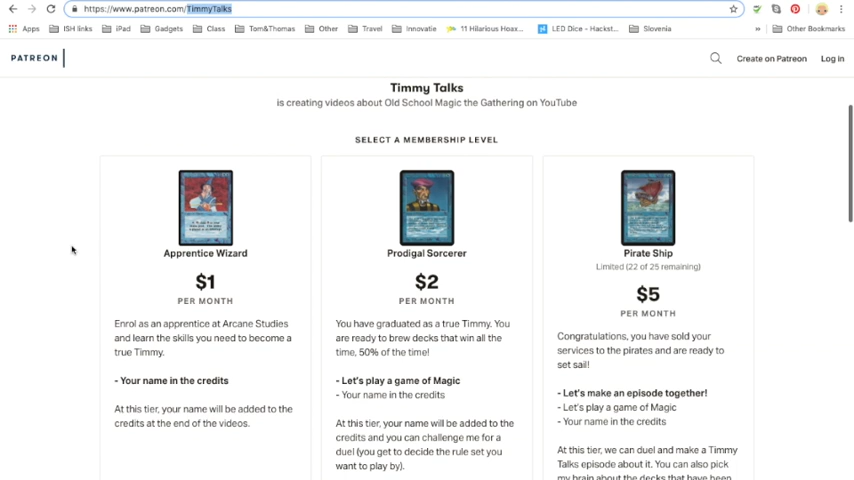 https://www.patreon.com/TimmyTalks
Apps
ISH links
iPad
Gadgets
Class
Tom&Thomas
Other
Travel
Innovatie
11 Hilarious Hoax...
LED Dice - Hackst...
Slovenia
»
Other Bookmarks
PATREON
Create on Patreon
Log in
Timmy Talks
is creating videos about Old School Magic the Gathering on YouTube
SELECT A MEMBERSHIP LEVEL
Apprentice Wizard
$1
PER MONTH
Enrol as an apprentice at Arcane Studies
and learn the skills you need to become a
true Timmy.
- Your name in the credits
At this tier, your name will be added to the
credits at the end of the videos.
Prodigal Sorcerer
$2
PER MONTH
You have graduated as a true Timmy. You
are ready to brew decks that win all the
time, 50% of the time!
- Let's play a game of Magic
- Your name in the credits
At this tier, your name will be added to the
credits and you can challenge me for a
duel (you get to decide the rule set you
want to play by).
Pirate Ship
Limited (22 of 25 remaining)
$5
PER MONTH
Congratulations, you have sold your
services to the pirates and are ready to
set sail!
- Let's make an episode together!
- Let's play a game of Magic
- Your name in the credits
At this tier, we can duel and make a Timmy
Talks episode about it. You can also pick
my brain about the decks that have been